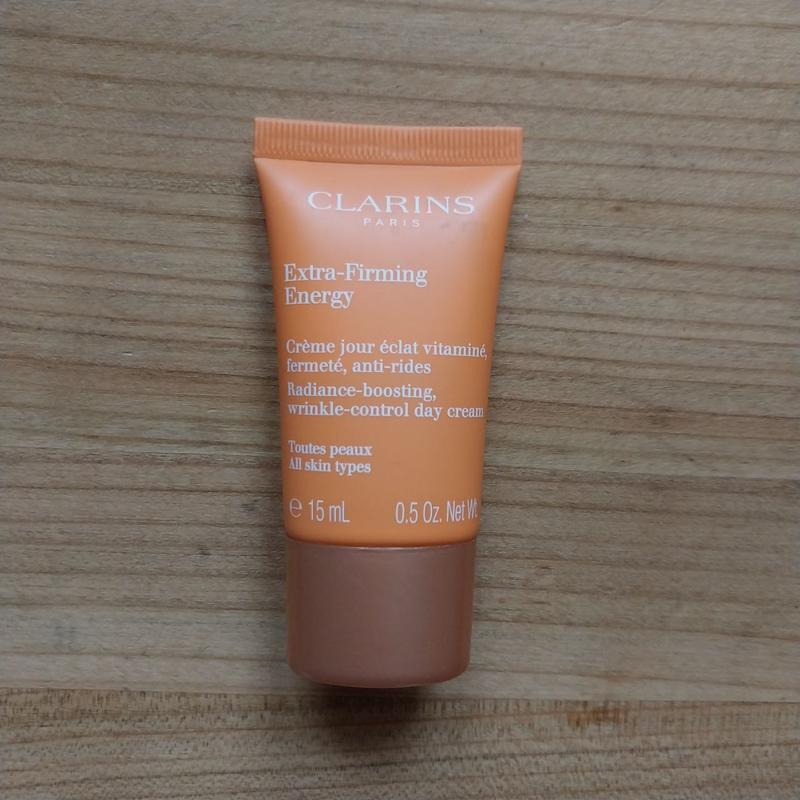 CLARINS
PARIS
Extra-Firming
Energy
Crème jour éclat vitaminé,
fermeté, anti-rides
Radiance-boosting,
wrinkle-control day cream
Toutes peaux
All skin types
℮ 15 mL 0.5 Oz. Net Wt.